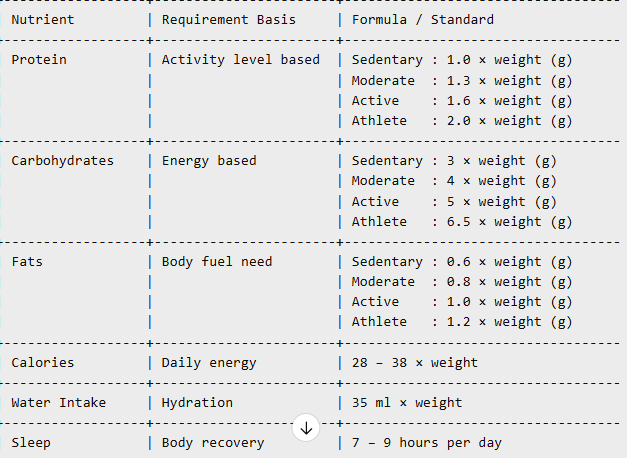 Nutrient | Requirement Basis | Formula / Standard
Protein | Activity level based | Sedentary : 1.0 × weight (g)
| | Moderate : 1.3 × weight (g)
| | Active : 1.6 × weight (g)
| | Athlete : 2.0 × weight (g)
Carbohydrates | Energy based | Sedentary : 3 × weight (g)
| | Moderate : 4 × weight (g)
| | Active : 5 × weight (g)
| | Athlete : 6.5 × weight (g)
Fats | Body fuel need | Sedentary : 0.6 × weight (g)
| | Moderate : 0.8 × weight (g)
| | Active : 1.0 × weight (g)
| | Athlete : 1.2 × weight (g)
Calories | Daily energy | 28 – 38 × weight
Water Intake | Hydration | 35 ml × weight
Sleep | Body recovery | 7 – 9 hours per day